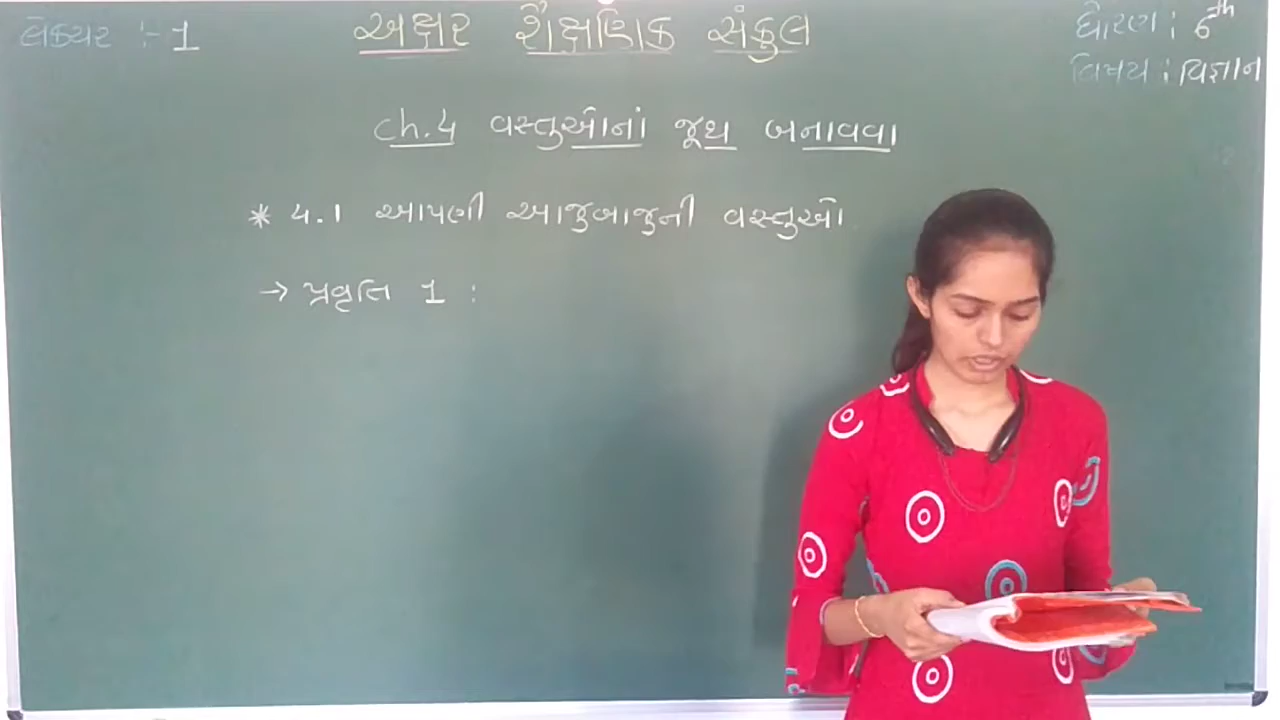 લેક્ચર :- 1
અક્ષર શૈક્ષણિક સંકુલ
ધોરણ : 6th
વિષય : વિજ્ઞાન
ch.4 વસ્તુઓનાં જૂથ બનાવવા
* 4.1 આપણી આજુબાજુની વસ્તુઓ
→ પ્રવૃતિ 1 :